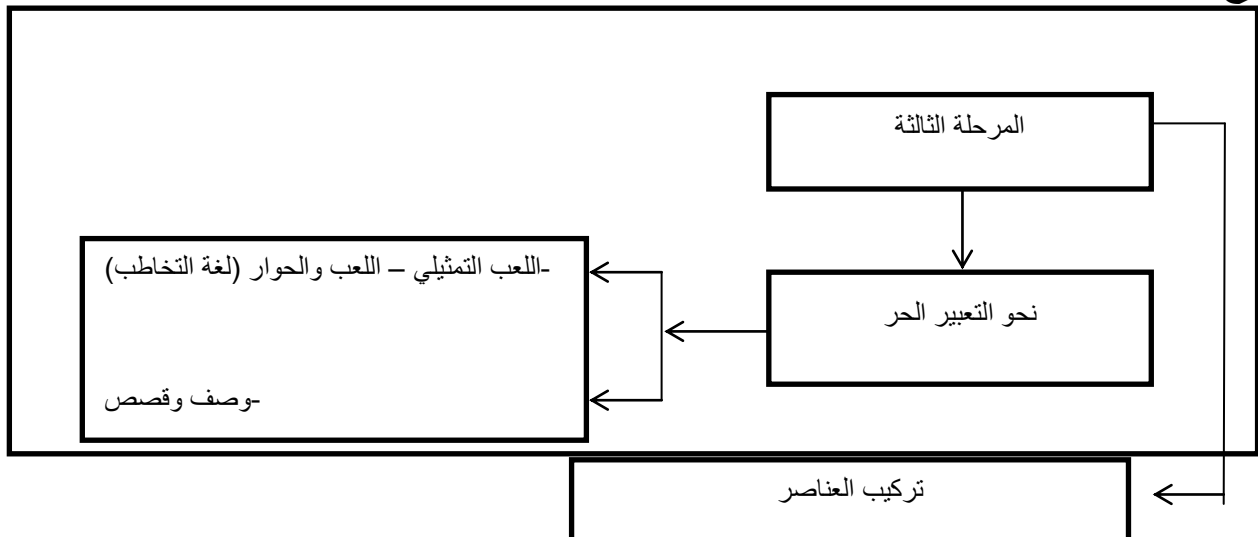 المرحلة الثالثة
نحو التعبير الحر
-اللعب التمثيلي – اللعب والحوار (لغة التخاطب)
-وصف وقصص
تركيب العناصر